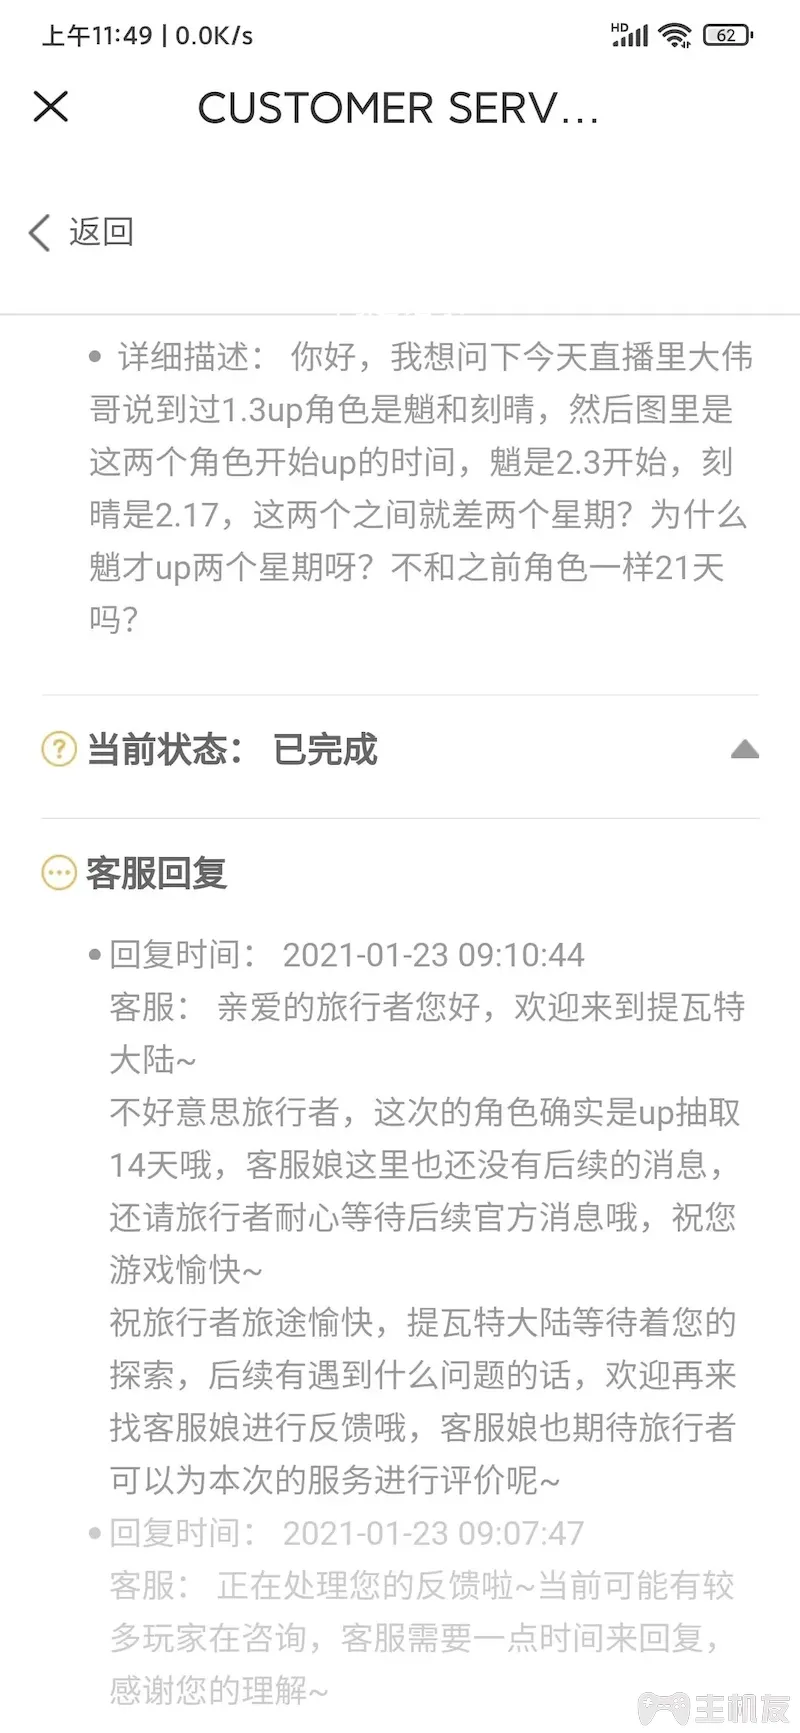 上午11:49 | 0.0K/s
HD
62
CUSTOMER SERV...
返回
详细描述： 你好，我想问下今天直播里大伟
哥说到过1.3up角色是魈和刻晴，然后图里是
这两个角色开始up的时间，魈是2.3开始，刻
晴是2.17，这两个之间就差两个星期？为什么
魈才up两个星期呀？不和之前角色一样21天
吗？
当前状态： 已完成
客服回复
回复时间： 2021-01-23 09:10:44
客服： 亲爱的旅行者您好，欢迎来到提瓦特
大陆~
不好意思旅行者，这次的角色确实是up抽取
14天哦，客服娘这里也还没有后续的消息，
还请旅行者耐心等待后续官方消息哦，祝您
游戏愉快~
祝旅行者旅途愉快，提瓦特大陆等待着您的
探索，后续有遇到什么问题的话，欢迎再来
找客服娘进行反馈哦，客服娘也期待旅行者
可以为本次的服务进行评价呢~
回复时间： 2021-01-23 09:07:47
客服： 正在处理您的反馈啦~当前可能有较
多玩家在咨询，客服需要一点时间来回复，
感谢您的理解~
主机友